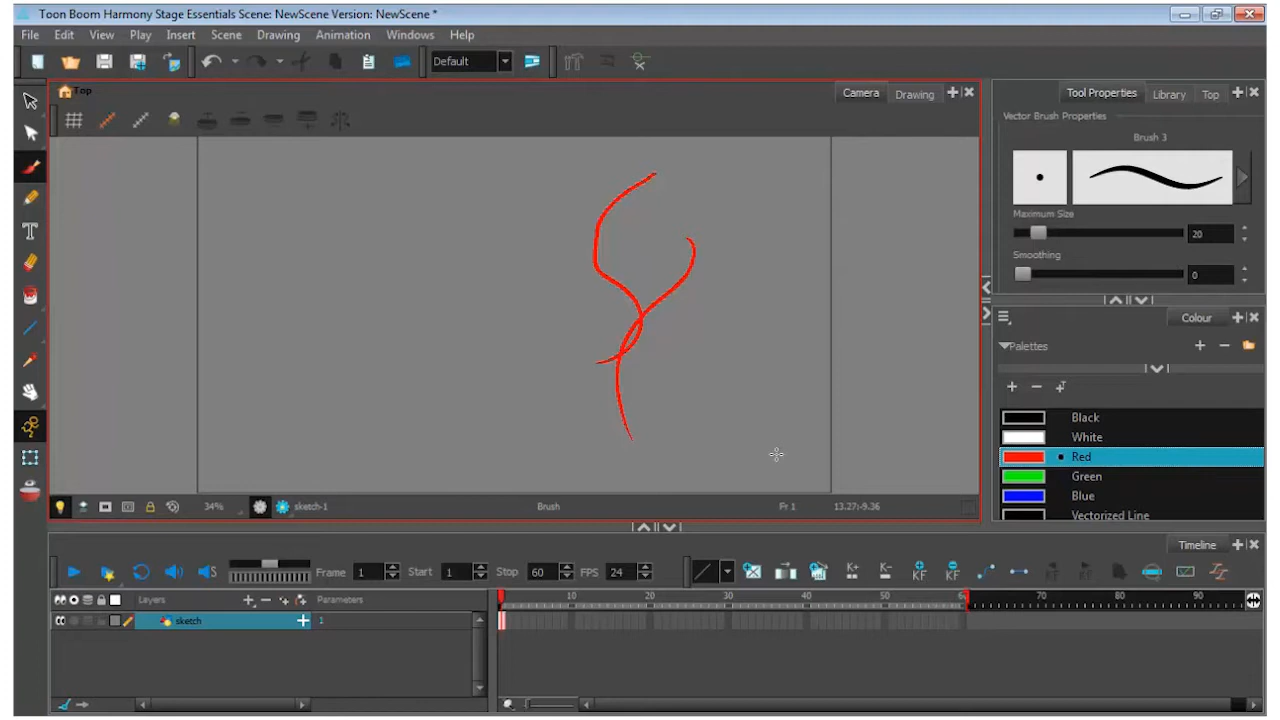 Toon Boom Harmony Stage Essentials Scene: NewScene Version: NewScene *
File Edit View Play Insert Scene Drawing Animation Windows Help
Default
Top Camera Drawing
Tool Properties Library Top
Vector Brush Properties
Brush 3
Maximum Size
20
Smoothing
0
Colour
Palettes
Black
White
Red
Green
Blue
Vectorized Line
34% sketch-1 Brush Fr 1 13.27:-9.36
Timeline
Frame 1 Start 1 Stop 60 FPS 24 K+ K- KF KF
Layers Parameters 10 20 30 40 50 60 70 80 90
sketch 1